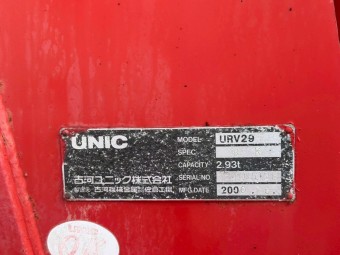 UNIC
MODEL URV29
SPEC.
CAPACITY 2.93t
SERIAL NO
MFG.DATE 200
古河ユニック株式会社